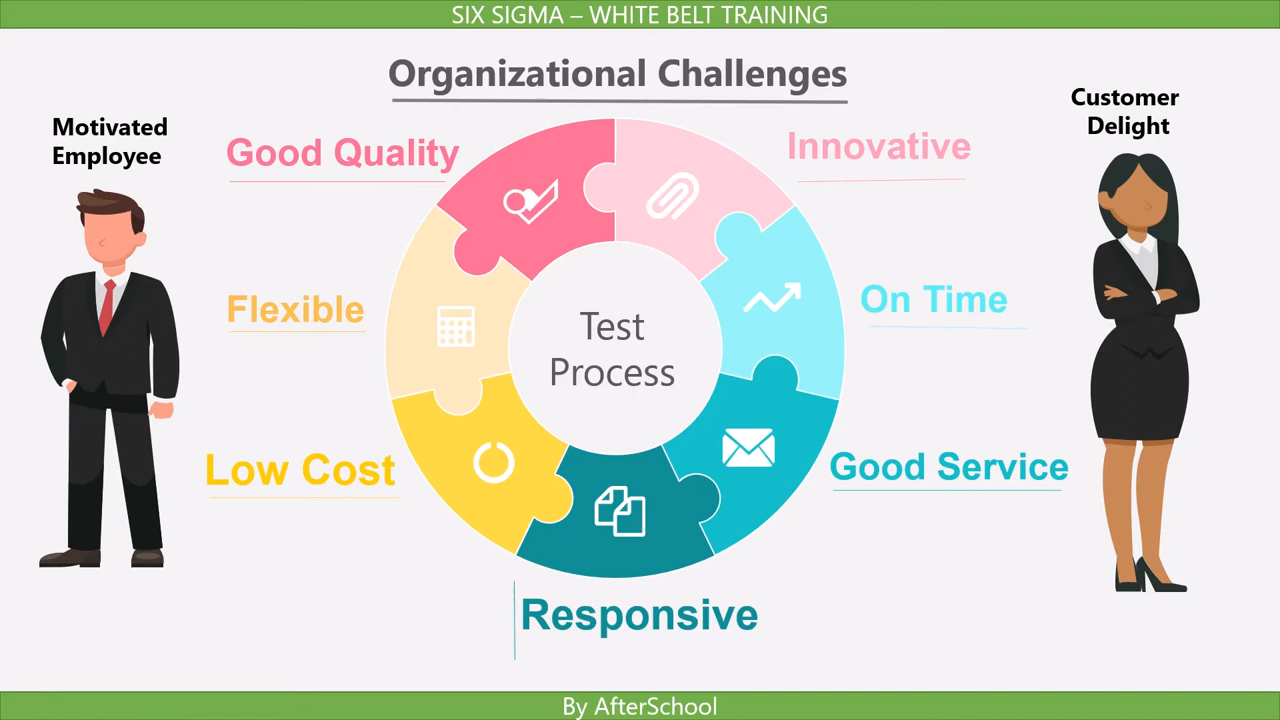 SIX SIGMA – WHITE BELT TRAINING
Organizational Challenges
Motivated
Employee
Customer
Delight
Good Quality
Innovative
Flexible
On Time
Test
Process
Low Cost
Good Service
Responsive
By AfterSchool